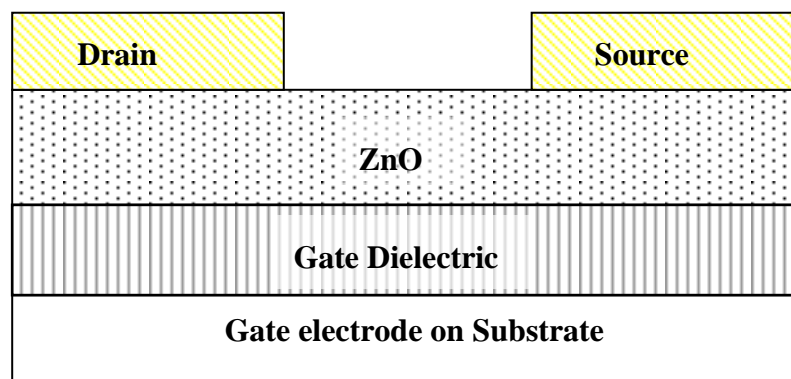 Drain
Source
ZnO
Gate Dielectric
Gate electrode on Substrate